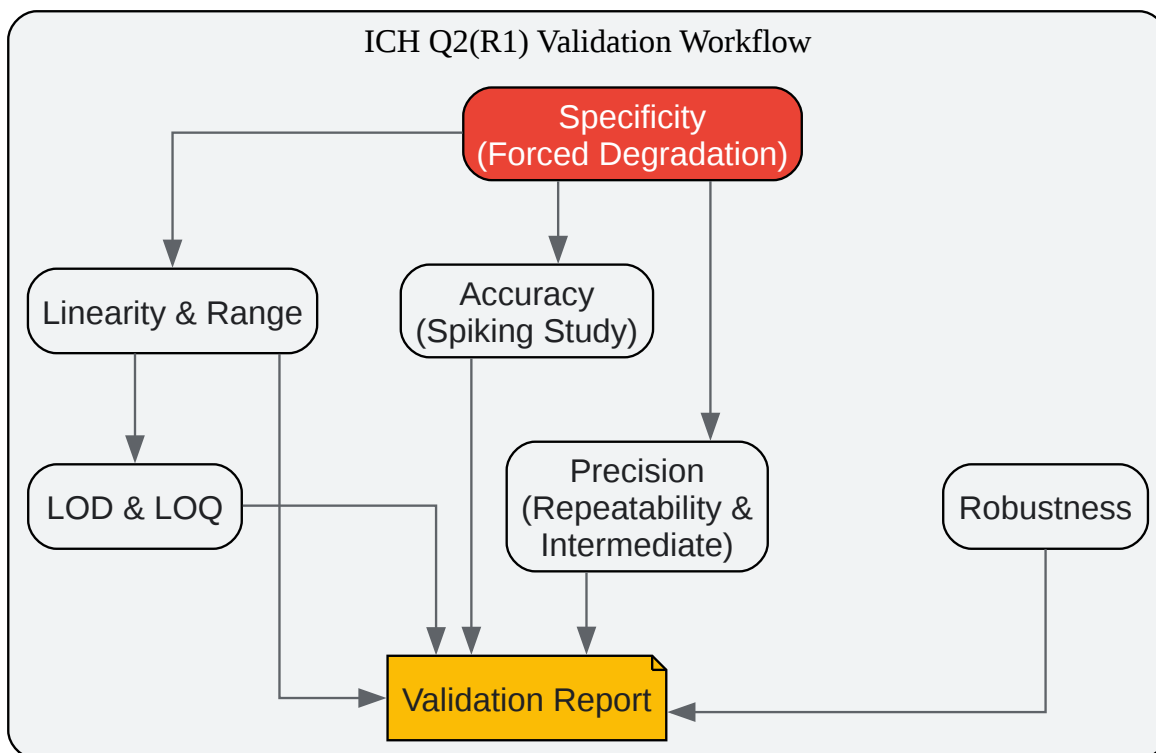 ICH Q2(R1) Validation Workflow
Specificity
(Forced Degradation)
Linearity & Range
Accuracy
(Spiking Study)
LOD & LOQ
Precision
(Repeatability &
Intermediate)
Robustness
Validation Report